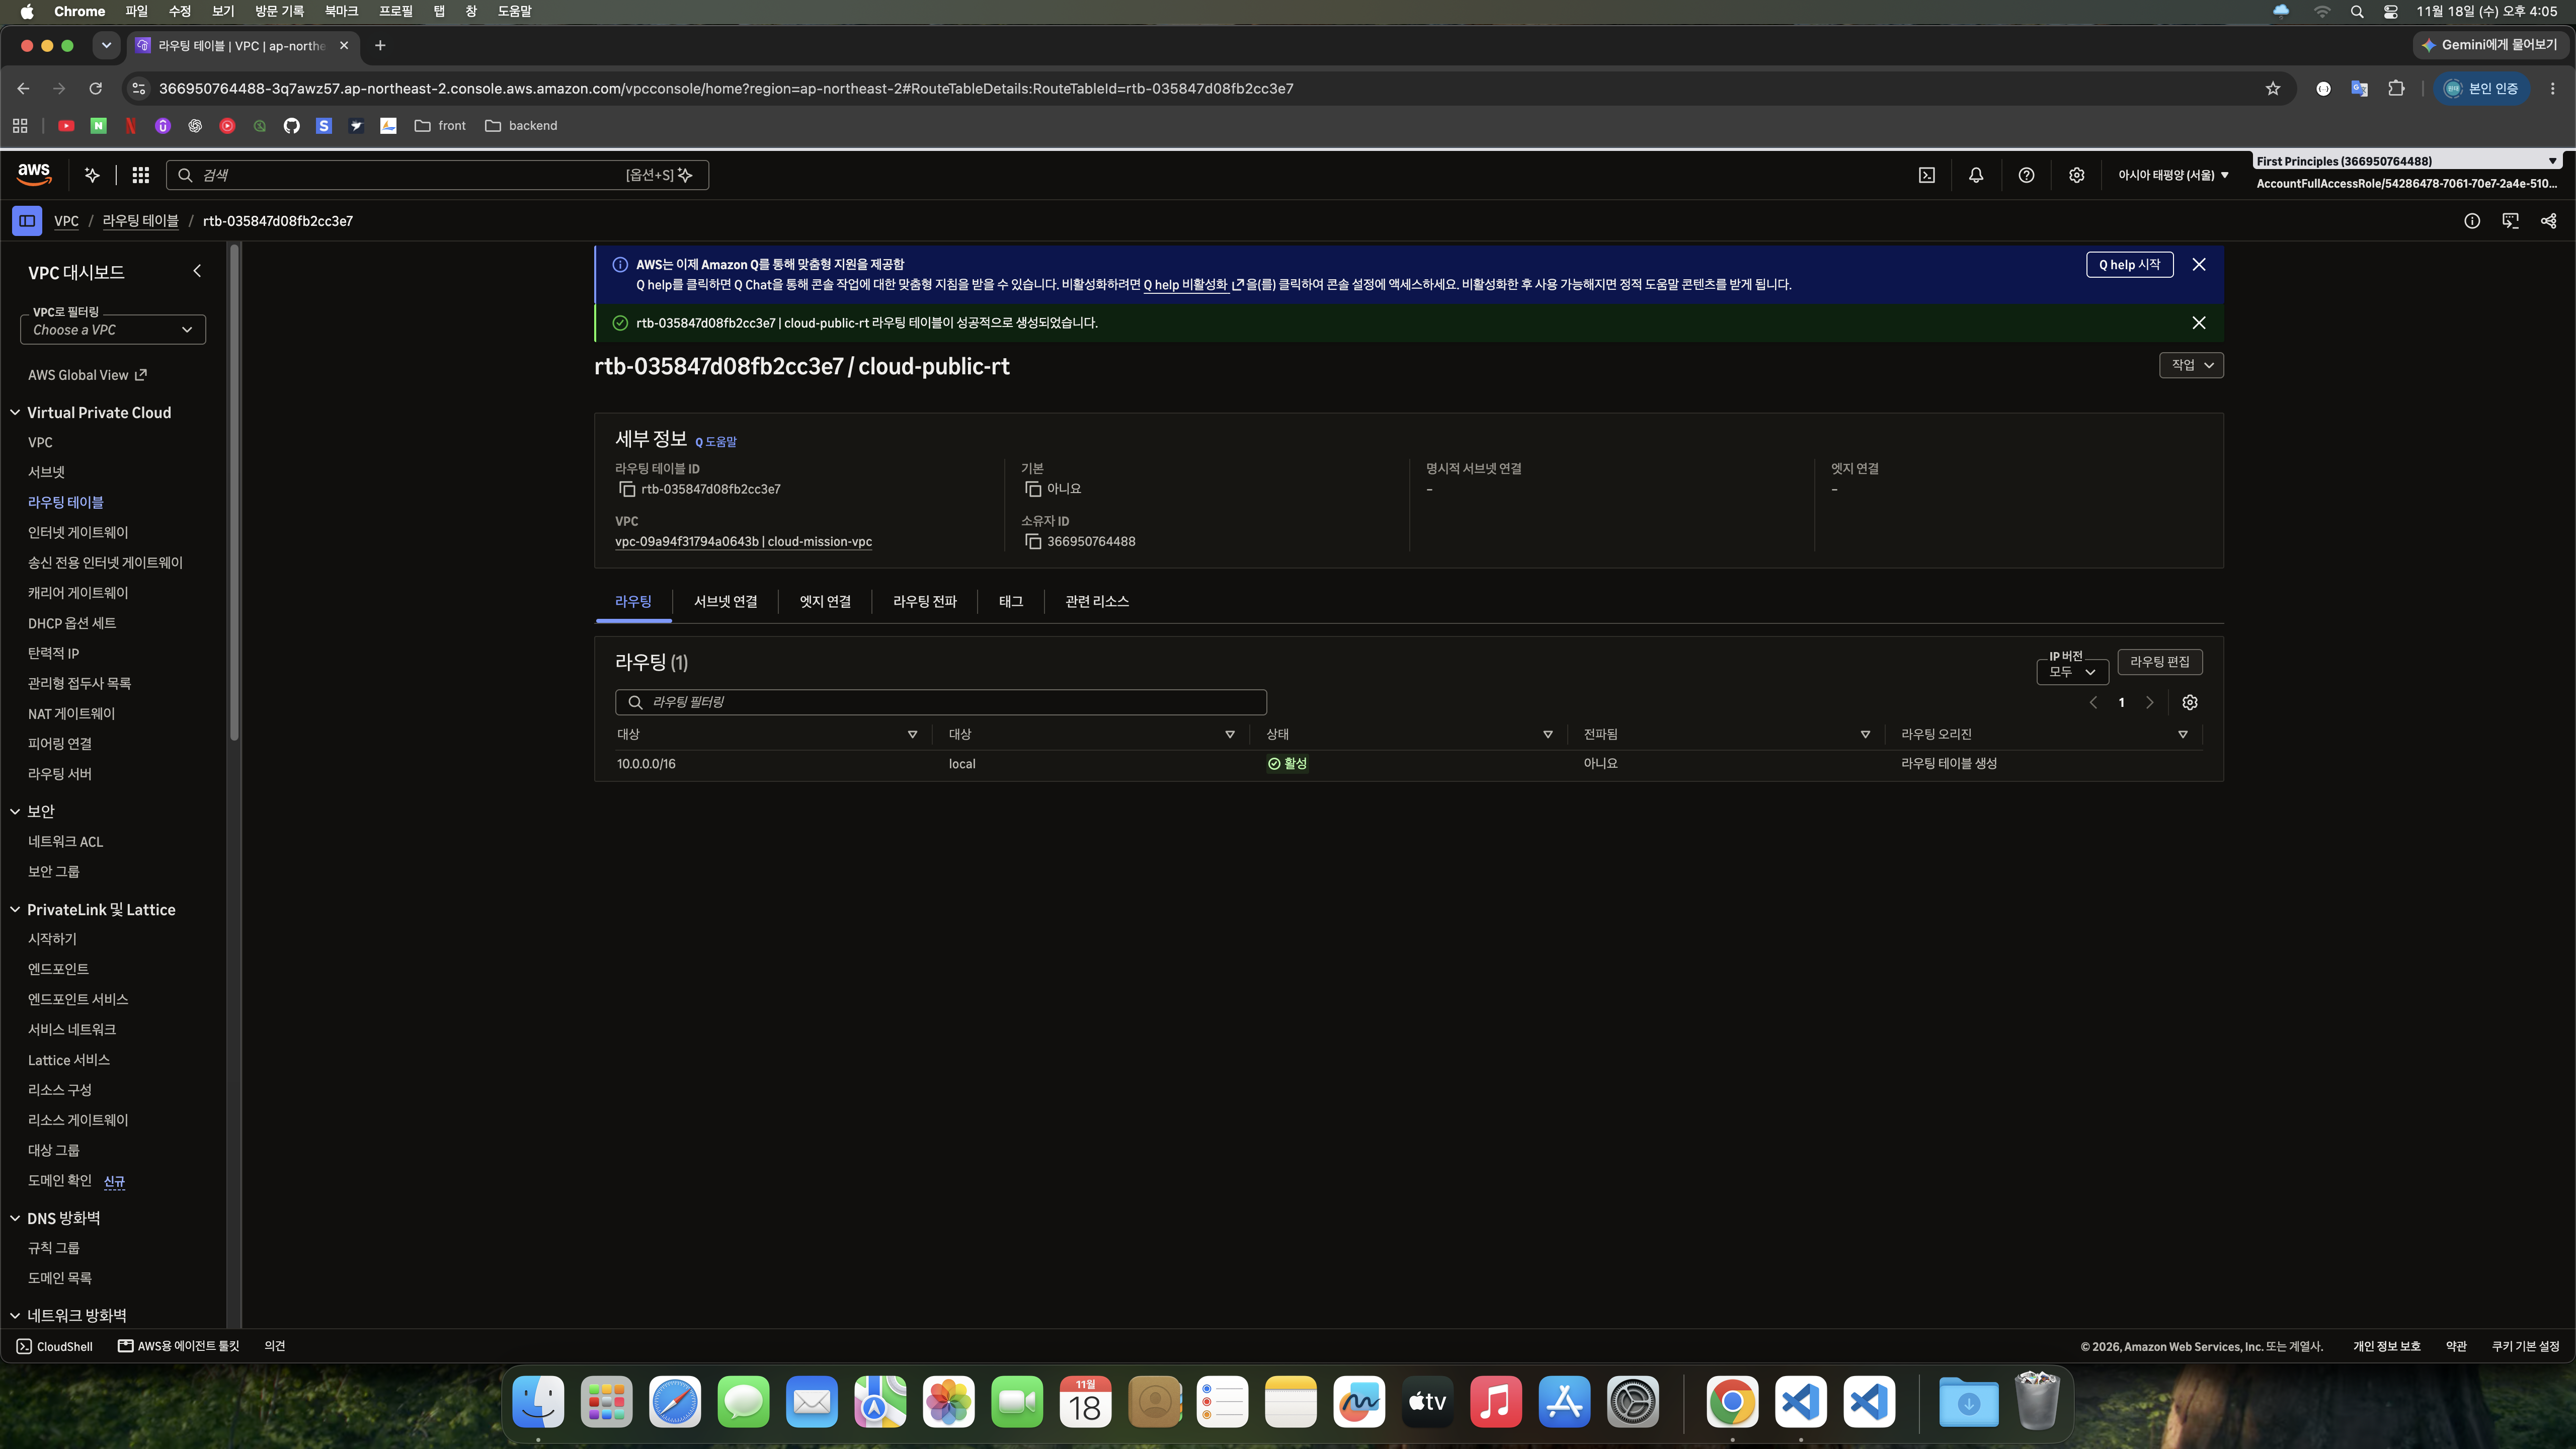 Chrome 파일 수정 보기 방문 기록 북마크 프로필 탭 창 도움말 11월 18일 (수) 오후 4:05
라우팅 테이블 | VPC | ap-northe Gemini에게 물어보기
366950764488-3q7awz57.ap-northeast-2.console.aws.amazon.com/vpcconsole/home?region=ap-northeast-2#RouteTableDetails:RouteTableId=rtb-035847d08fb2cc3e7 본인 인증
front backend
aws 검색 [옵션+S] 아시아 태평양 (서울) First Principles (366950764488)
AccountFullAccessRole/54286478-7061-70e7-2a4e-510...
VPC / 라우팅 테이블 / rtb-035847d08fb2cc3e7
VPC 대시보드
VPC로 필터링
Choose a VPC
AWS Global View
Virtual Private Cloud
VPC
서브넷
라우팅 테이블
인터넷 게이트웨이
송신 전용 인터넷 게이트웨이
캐리어 게이트웨이
DHCP 옵션 세트
탄력적 IP
관리형 접두사 목록
NAT 게이트웨이
피어링 연결
라우팅 서버
보안
네트워크 ACL
보안 그룹
PrivateLink 및 Lattice
시작하기
엔드포인트
엔드포인트 서비스
서비스 네트워크
Lattice 서비스
리소스 구성
리소스 게이트웨이
대상 그룹
도메인 확인 신규
DNS 방화벽
규칙 그룹
도메인 목록
네트워크 방화벽
AWS는 이제 Amazon Q를 통해 맞춤형 지원을 제공함
Q help를 클릭하면 Q Chat을 통해 콘솔 작업에 대한 맞춤형 지침을 받을 수 있습니다. 비활성화하려면 Q help 비활성화 을(를) 클릭하여 콘솔 설정에 액세스하세요. 비활성화한 후 사용 가능해지면 정적 도움말 콘텐츠를 받게 됩니다.
Q help 시작
rtb-035847d08fb2cc3e7 | cloud-public-rt 라우팅 테이블이 성공적으로 생성되었습니다.
rtb-035847d08fb2cc3e7 / cloud-public-rt 작업
세부 정보 Q 도움말
라우팅 테이블 ID 기본 명시적 서브넷 연결 엣지 연결
rtb-035847d08fb2cc3e7 아니요 – –
VPC 소유자 ID
vpc-09a94f31794a0643b | cloud-mission-vpc 366950764488
라우팅 서브넷 연결 엣지 연결 라우팅 전파 태그 관련 리소스
라우팅 (1) IP 버전 모두 라우팅 편집
라우팅 필터링 1
대상 대상 상태 전파됨 라우팅 오리진
10.0.0.0/16 local 활성 아니요 라우팅 테이블 생성
CloudShell AWS용 에이전트 툴킷 의견 © 2026, Amazon Web Services, Inc. 또는 계열사. 개인 정보 보호 약관 쿠키 기본 설정
11월
18
tv